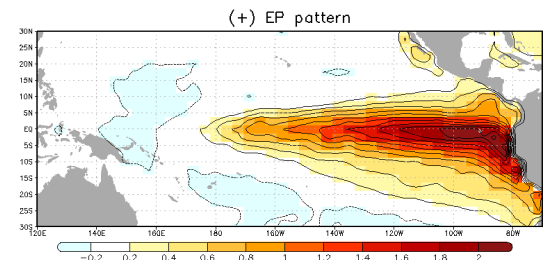 (+) EP pattern
30N
25N
20N
15N
10N
5N
EQ
5S
10S
15S
20S
25S
30S
120E 140E 160E 180 160W 140W 120W 100W 80W
-0.2 0.2 0.4 0.6 0.8 1 1.2 1.4 1.6 1.8 2